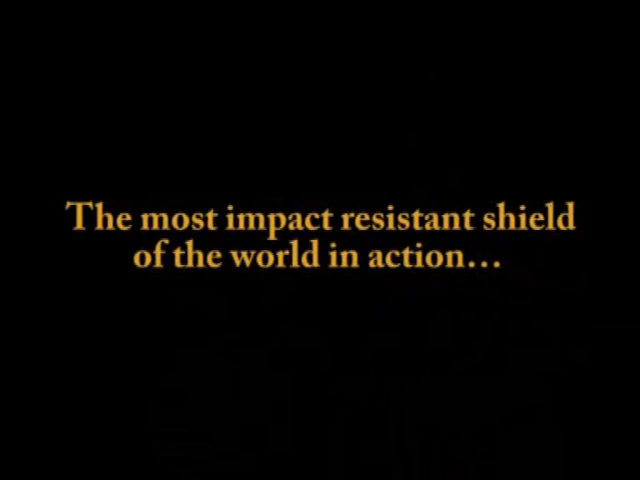 The most impact resistant shield
of the world in action…